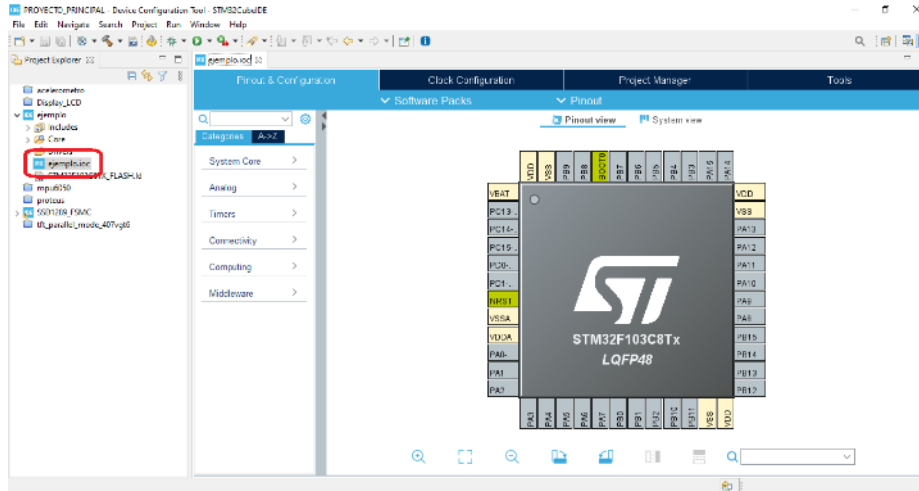 PROYECTO_PRINCIPAL - Device Configuration Tool - STM32CubeIDE
File Edit Navigate Search Project Run Window Help
Project Explorer
ejemplo.ioc
acelerometro
Display_LCD
ejemplo
Includes
Core
Drivers
ejemplo.ioc
mpu6050
proteus
SSD1289_FSMC
tft_parallel_mode_407vgt6
Pinout & Configuration
Clock Configuration
Project Manager
Tools
Software Packs
Pinout
Pinout view
System view
Categories
A->Z
System Core
Analog
Timers
Connectivity
Computing
Middleware
VDD
VSS
PB9
PB8
BOOT0
PB7
PB6
PB5
PB4
PB3
PA15
PA14
VBAT
PC13..
PC14-..
PC15..
PD0-..
PD1-..
NRST
VSSA
VDDA
PA0-
PA1
PA2
VDD
VSS
PA13
PA12
PA11
PA10
PA9
PA8
PB15
PB14
PB13
PB12
STM32F103C8Tx
LQFP48
PA3
PA4
PA5
PA6
PA7
PB0
PB1
PB2
PB10
PB11
VSS
VDD